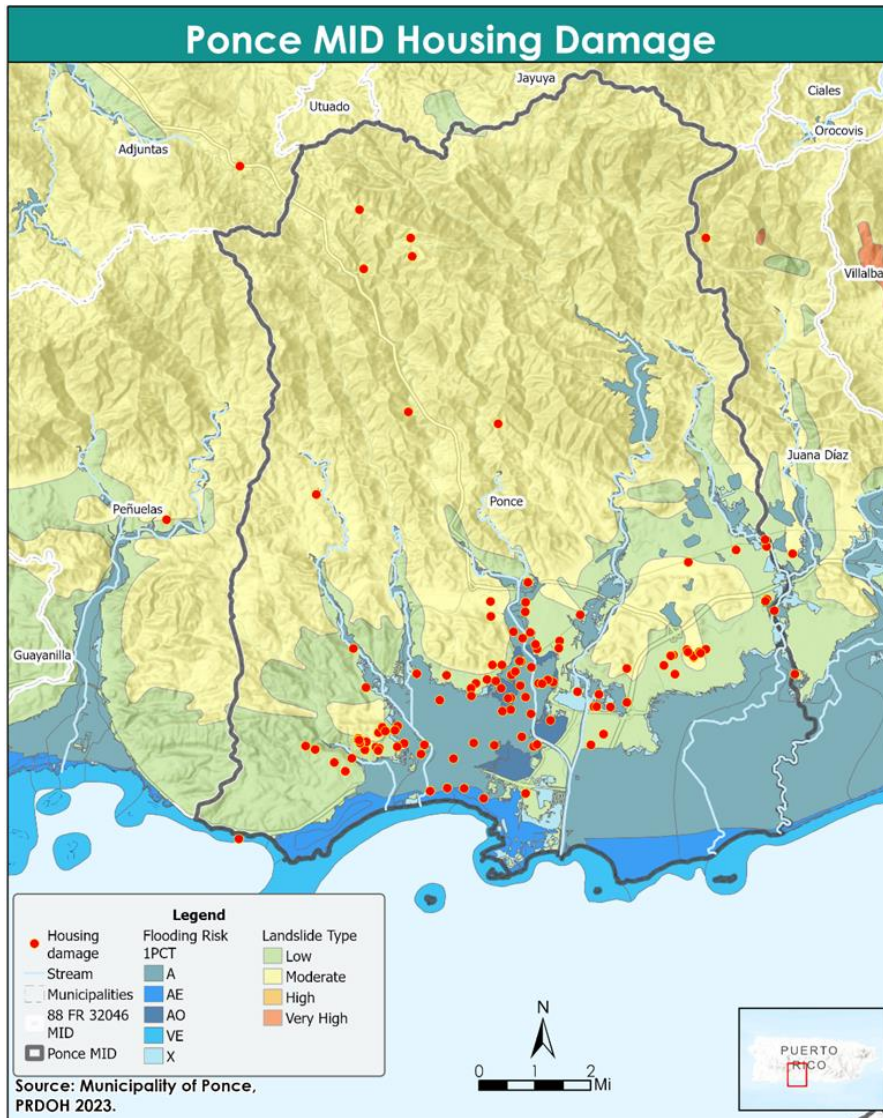 Ponce MID Housing Damage
Jayuya
Utuado
Ciales
Orocovis
Adjuntas
Villalba
Juana Díaz
Ponce
Peñuelas
Guayanilla
Legend
Housing damage
Stream
Municipalities
88 FR 32046 MID
Ponce MID
Flooding Risk
1PCT
A
AE
AO
VE
X
Landslide Type
Low
Moderate
High
Very High
N
0 1 2
Mi
PUERTO
RICO
Source: Municipality of Ponce,
PRDOH 2023.